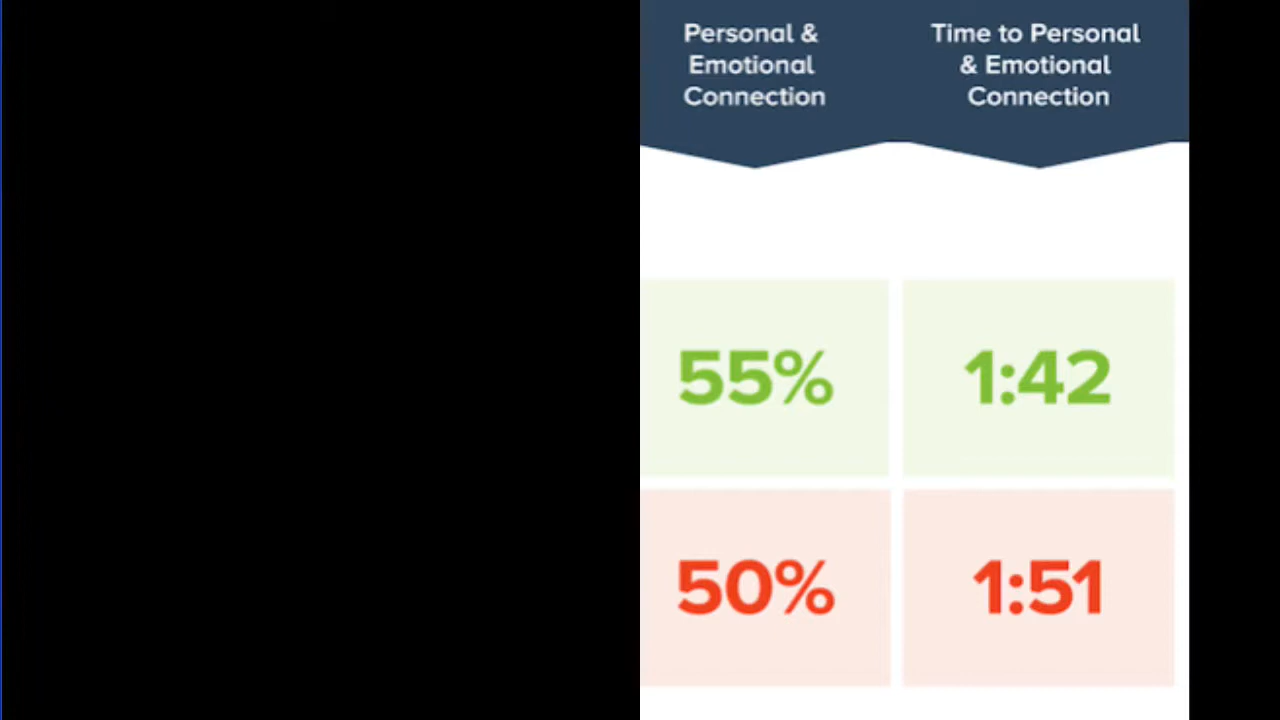 Personal &
Emotional
Connection
Time to Personal
& Emotional
Connection
55%
1:42
50%
1:51